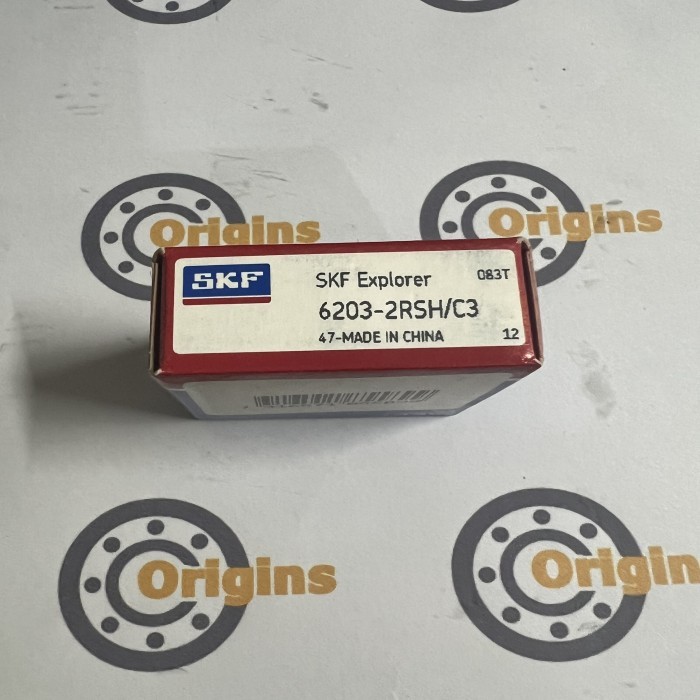 Origins
Origins
SKF
SKF Explorer
083T
6203-2RSH/C3
47-MADE IN CHINA
12
Origins
Origins